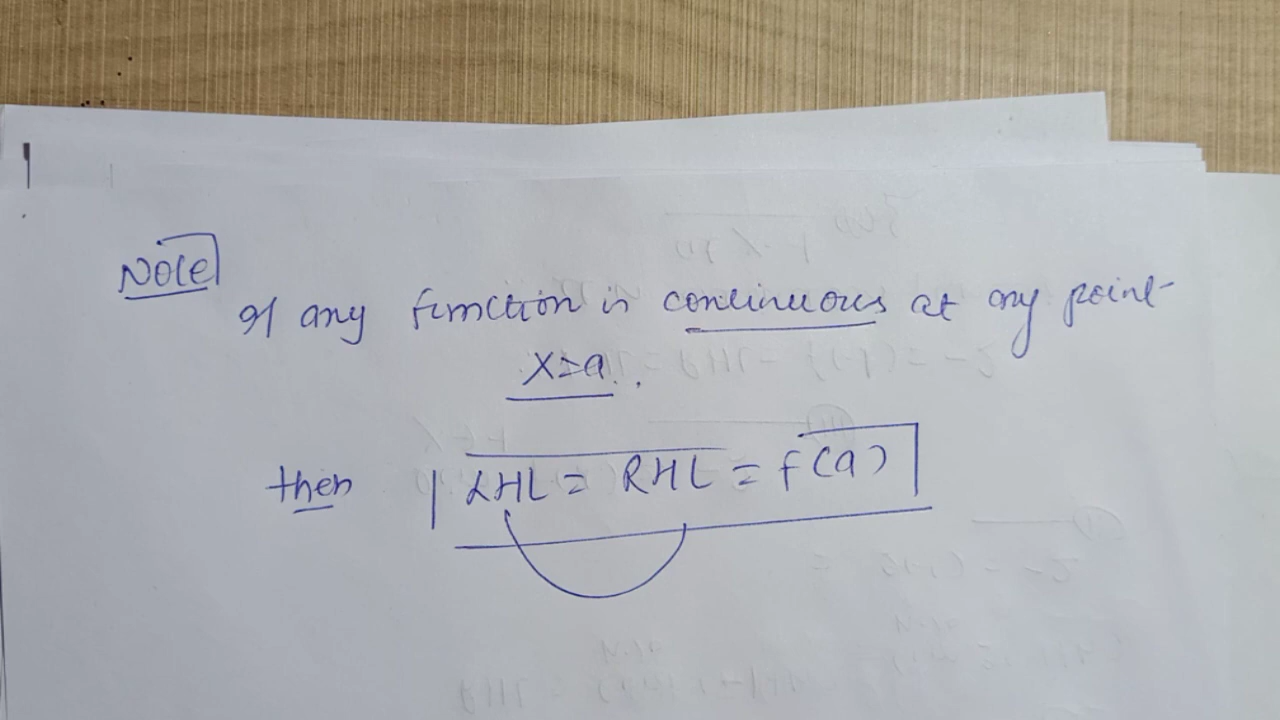 Note
If any function is continuous at any point
x=a.
then LHL = RHL = f(a)